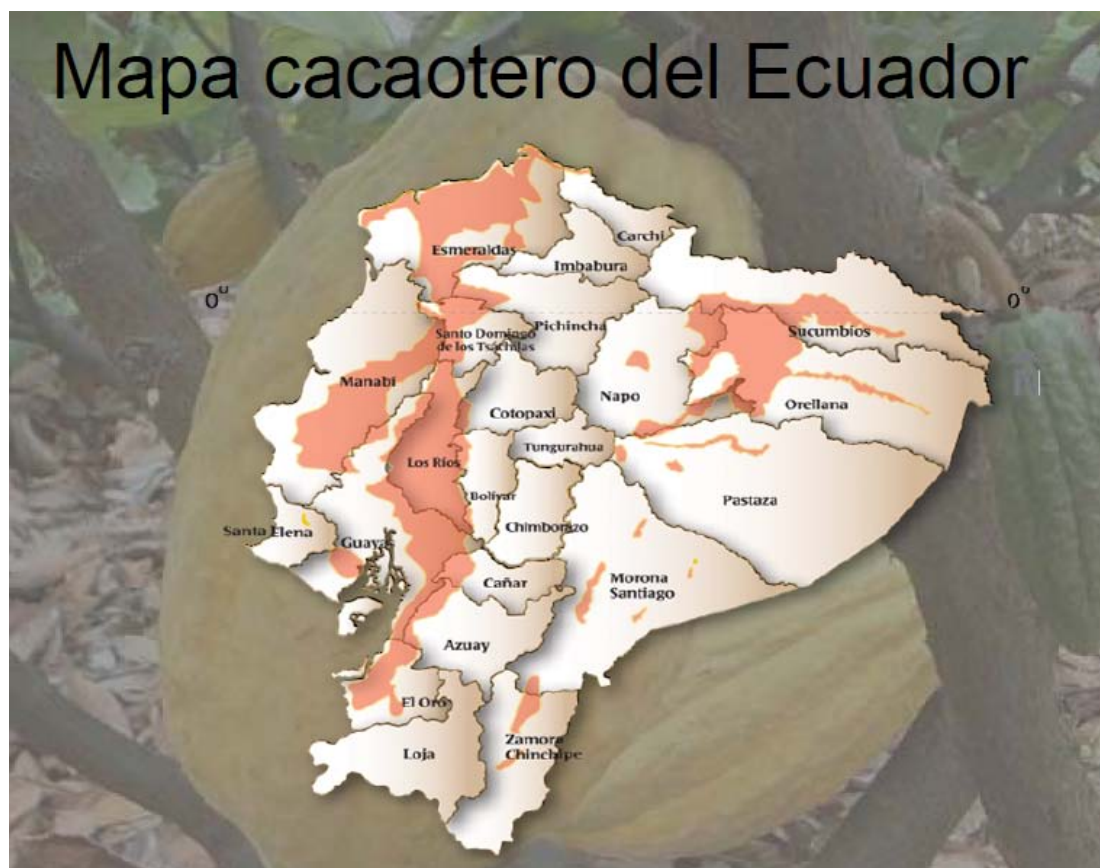 Mapa cacaotero del Ecuador
Carchi
Esmeraldas
Imbabura
0°
0°
Pichincha
Sucumbíos
Santo Domingo
de los Tsáchilas
Manabí
Napo
Orellana
Cotopaxi
Tungurahua
Los Ríos
Bolívar
Pastaza
Chimborazo
Santa Elena
Guayas
Cañar
Morona
Santiago
Azuay
El Oro
Zamora
Chinchipe
Loja